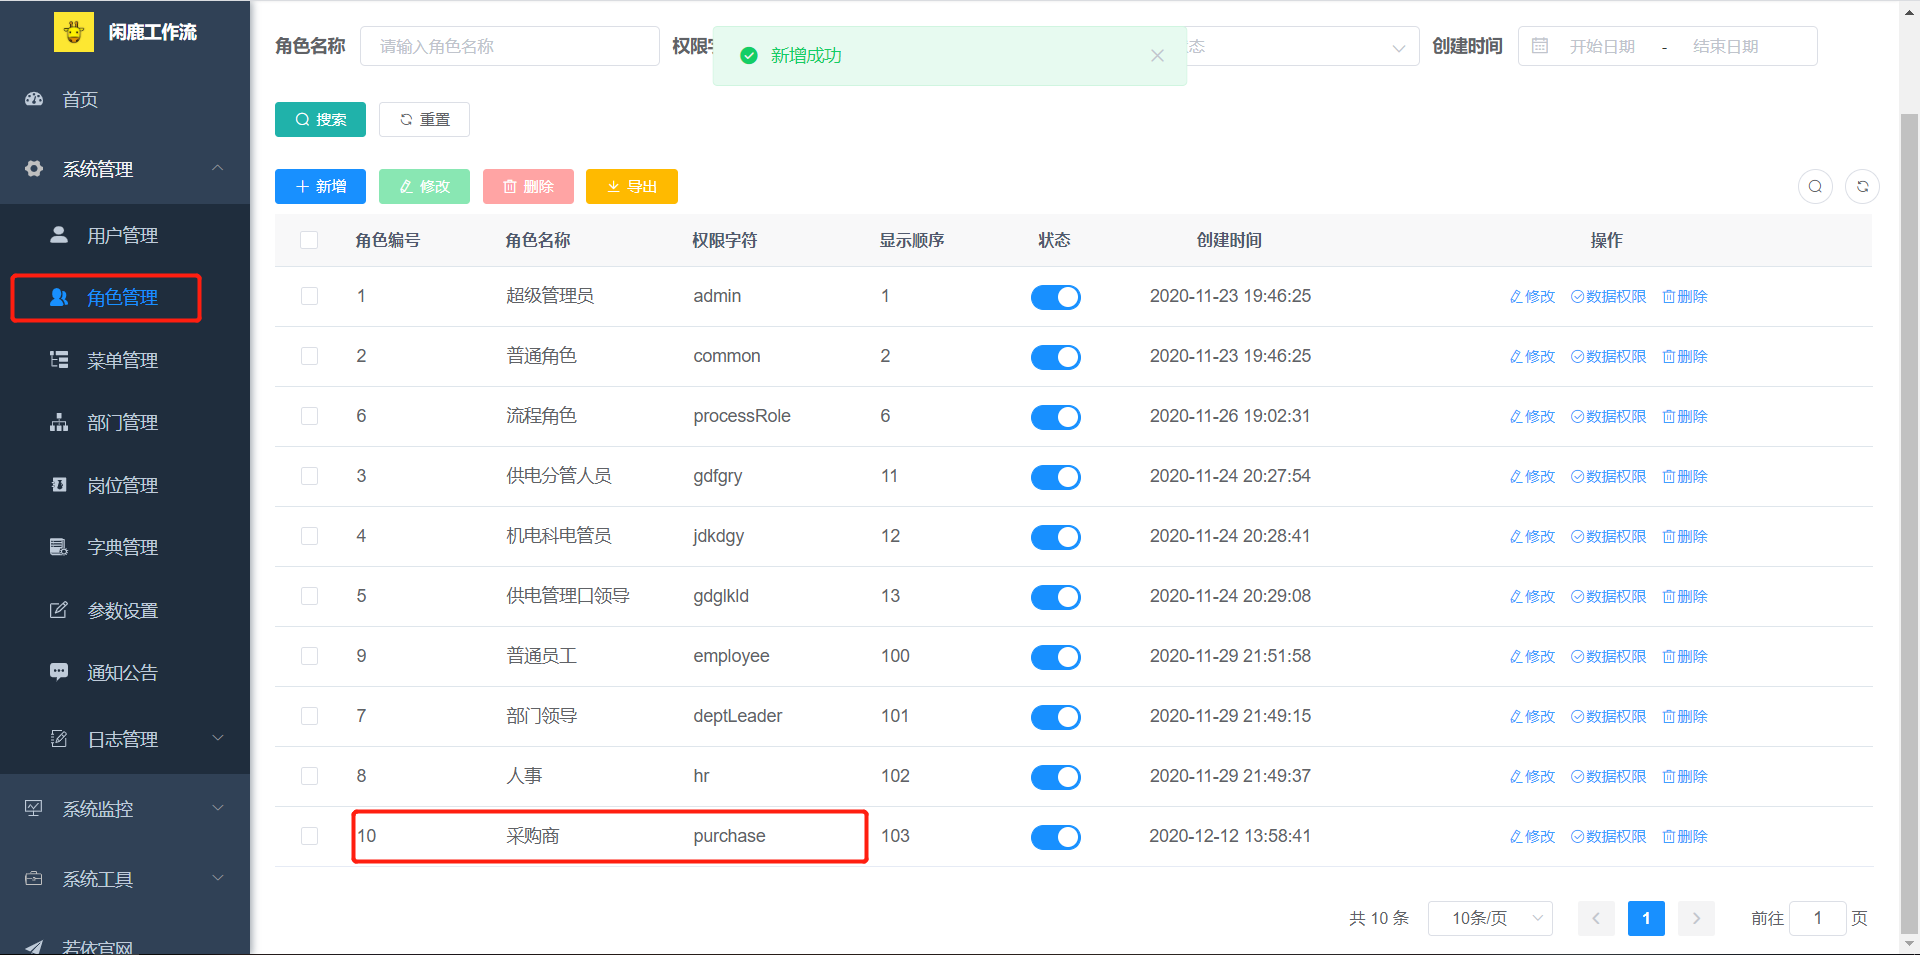 闲鹿工作流
首页
系统管理
用户管理
角色管理
菜单管理
部门管理
岗位管理
字典管理
参数设置
通知公告
日志管理
系统监控
系统工具
若依官网
角色名称 请输入角色名称 权限字 态 创建时间 开始日期 - 结束日期
新增成功
搜索 重置
新增 修改 删除 导出
角色编号 角色名称 权限字符 显示顺序 状态 创建时间 操作
1 超级管理员 admin 1 2020-11-23 19:46:25 修改 数据权限 删除
2 普通角色 common 2 2020-11-23 19:46:25 修改 数据权限 删除
6 流程角色 processRole 6 2020-11-26 19:02:31 修改 数据权限 删除
3 供电分管人员 gdfgry 11 2020-11-24 20:27:54 修改 数据权限 删除
4 机电科电管员 jdkdgy 12 2020-11-24 20:28:41 修改 数据权限 删除
5 供电管理口领导 gdglkld 13 2020-11-24 20:29:08 修改 数据权限 删除
9 普通员工 employee 100 2020-11-29 21:51:58 修改 数据权限 删除
7 部门领导 deptLeader 101 2020-11-29 21:49:15 修改 数据权限 删除
8 人事 hr 102 2020-11-29 21:49:37 修改 数据权限 删除
10 采购商 purchase 103 2020-12-12 13:58:41 修改 数据权限 删除
共 10 条 10条/页 1 前往 1 页